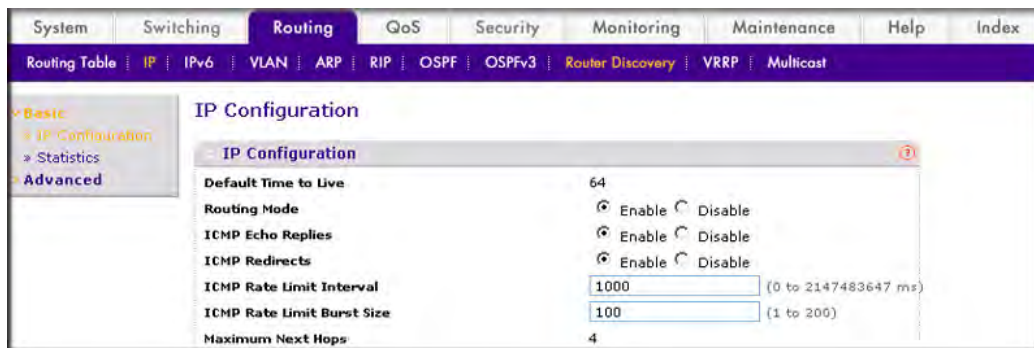 System Switching Routing QoS Security Monitoring Maintenance Help Index
Routing Table IP IPv6 VLAN ARP RIP OSPF OSPFv3 Router Discovery VRRP Multicast
Basic
» IP Configuration
» Statistics
Advanced
IP Configuration
IP Configuration ?
Default Time to Live 64
Routing Mode Enable Disable
ICMP Echo Replies Enable Disable
ICMP Redirects Enable Disable
ICMP Rate Limit Interval 1000 (0 to 2147483647 ms)
ICMP Rate Limit Burst Size 100 (1 to 200)
Maximum Next Hops 4